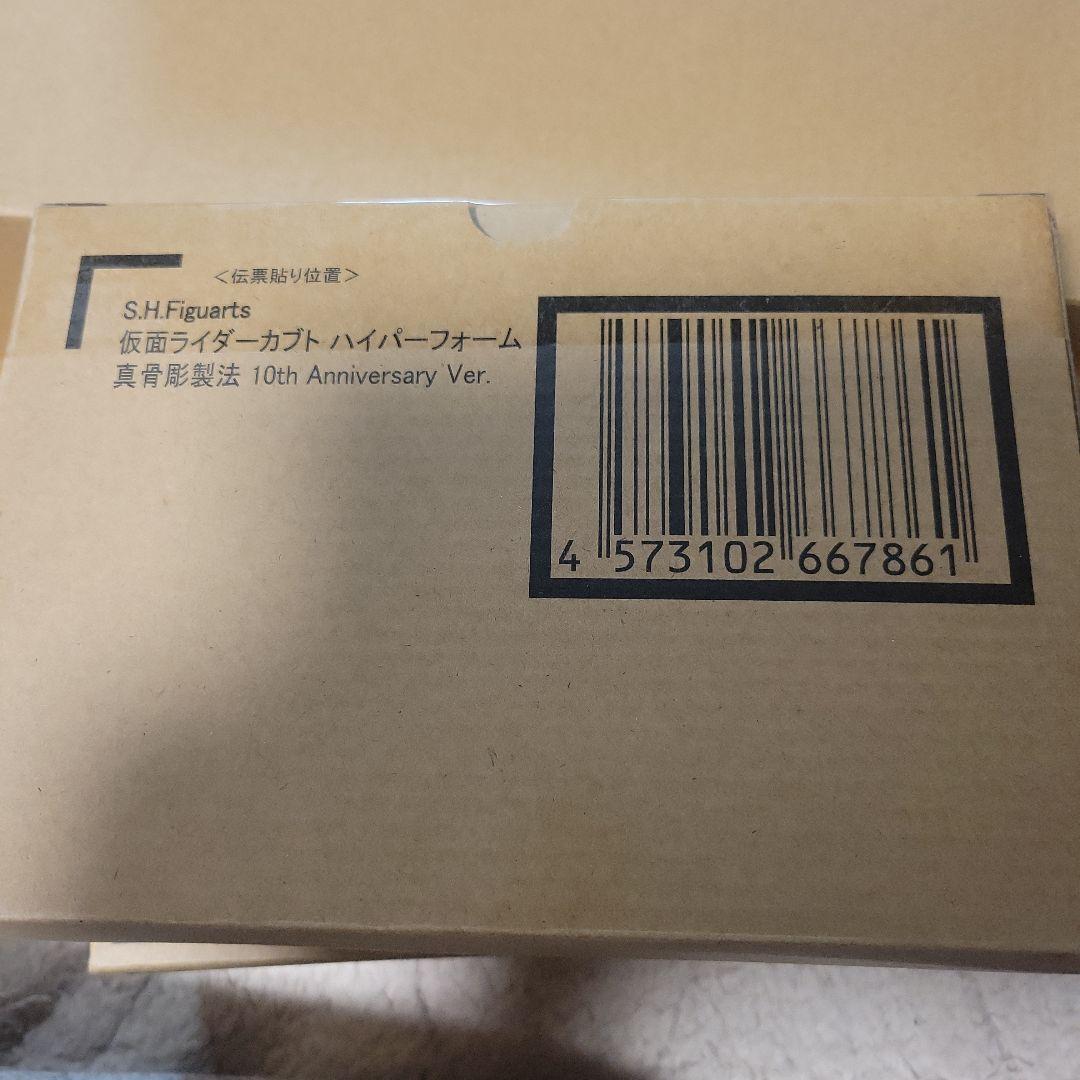 ＜伝票貼り位置＞
S.H.Figuarts
仮面ライダーカブト ハイパーフォーム
真骨彫製法 10th Anniversary Ver.
4 573102 667861